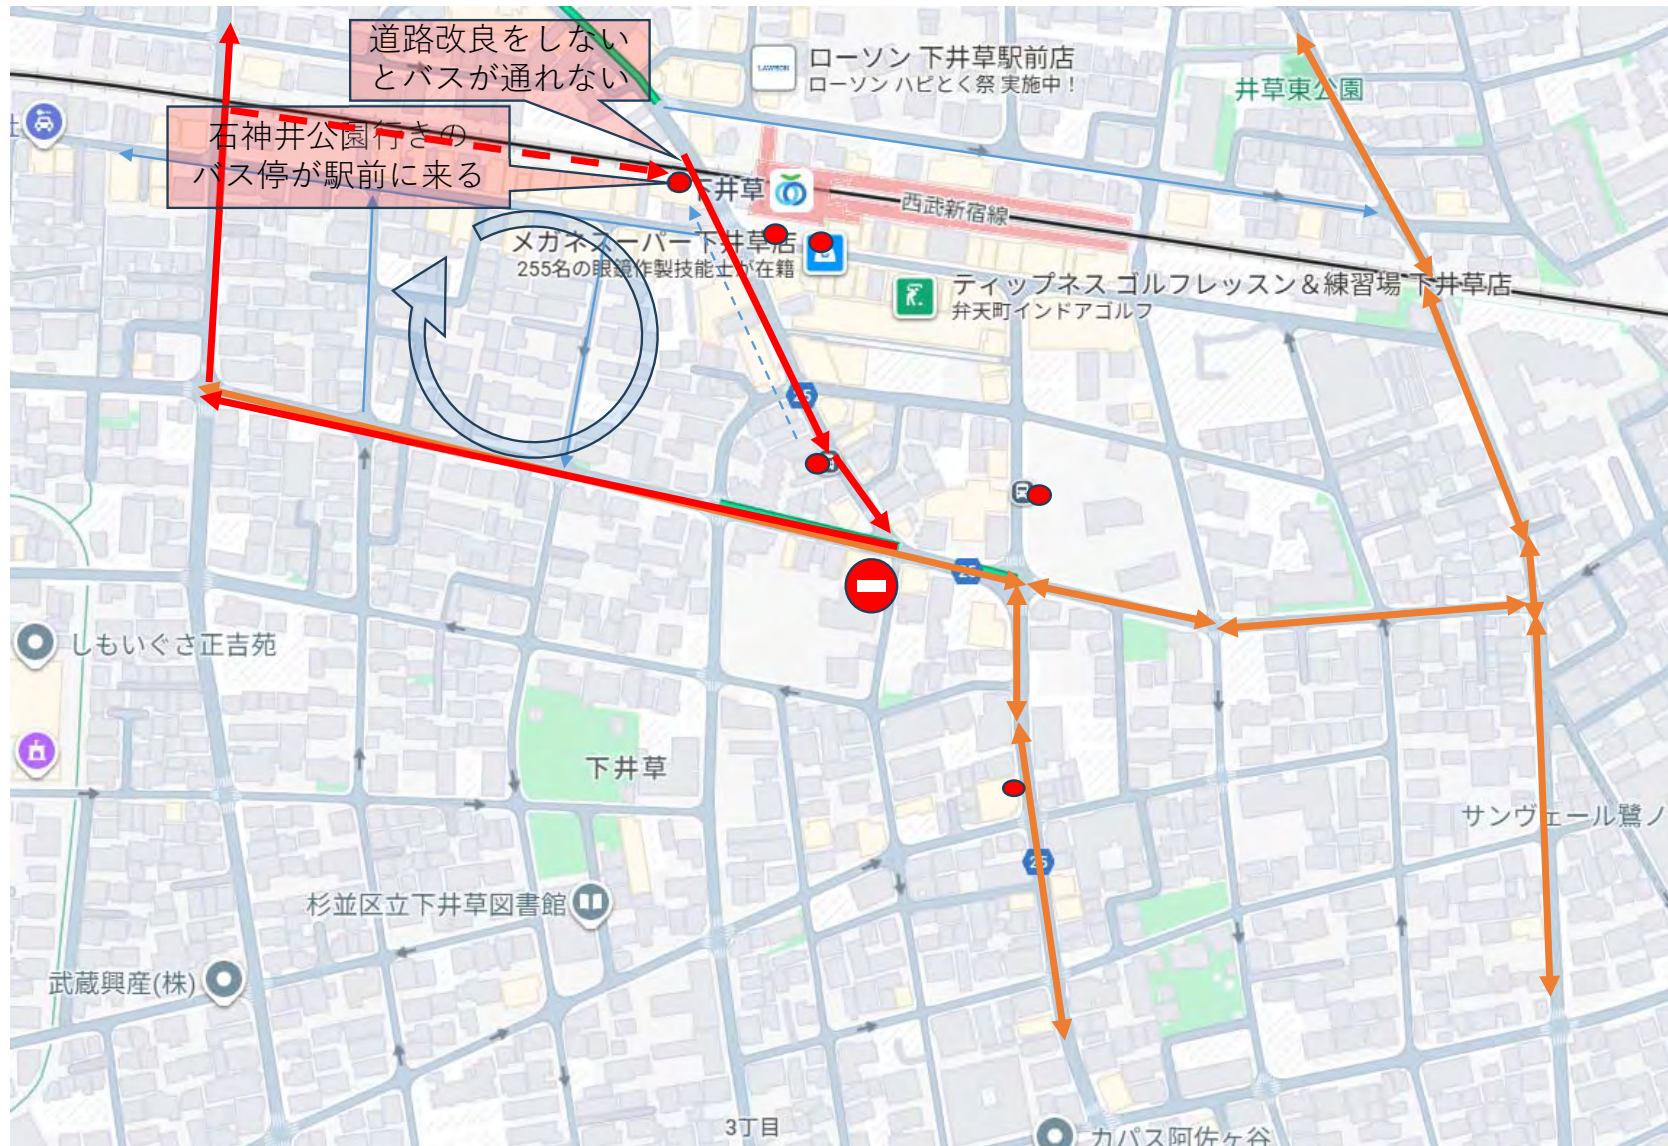 道路改良をしない
とバスが通れない
ローソン 下井草駅前店
ローソン ハピとく祭 実施中！
LAWSON
井草東公園
石神井公園行きの
バス停が駅前に来る
下井草
西武新宿線
メガネスーパー下井草店
255名の眼鏡作製技能士が在籍
ティップネス ゴルフレッスン＆練習場 下井草店
弁天町インドアゴルフ
25
25
しもいぐさ正吉苑
下井草
サンヴェール鷺ノ
25
杉並区立下井草図書館
武蔵興産(株)
3丁目
カパス阿佐ヶ谷